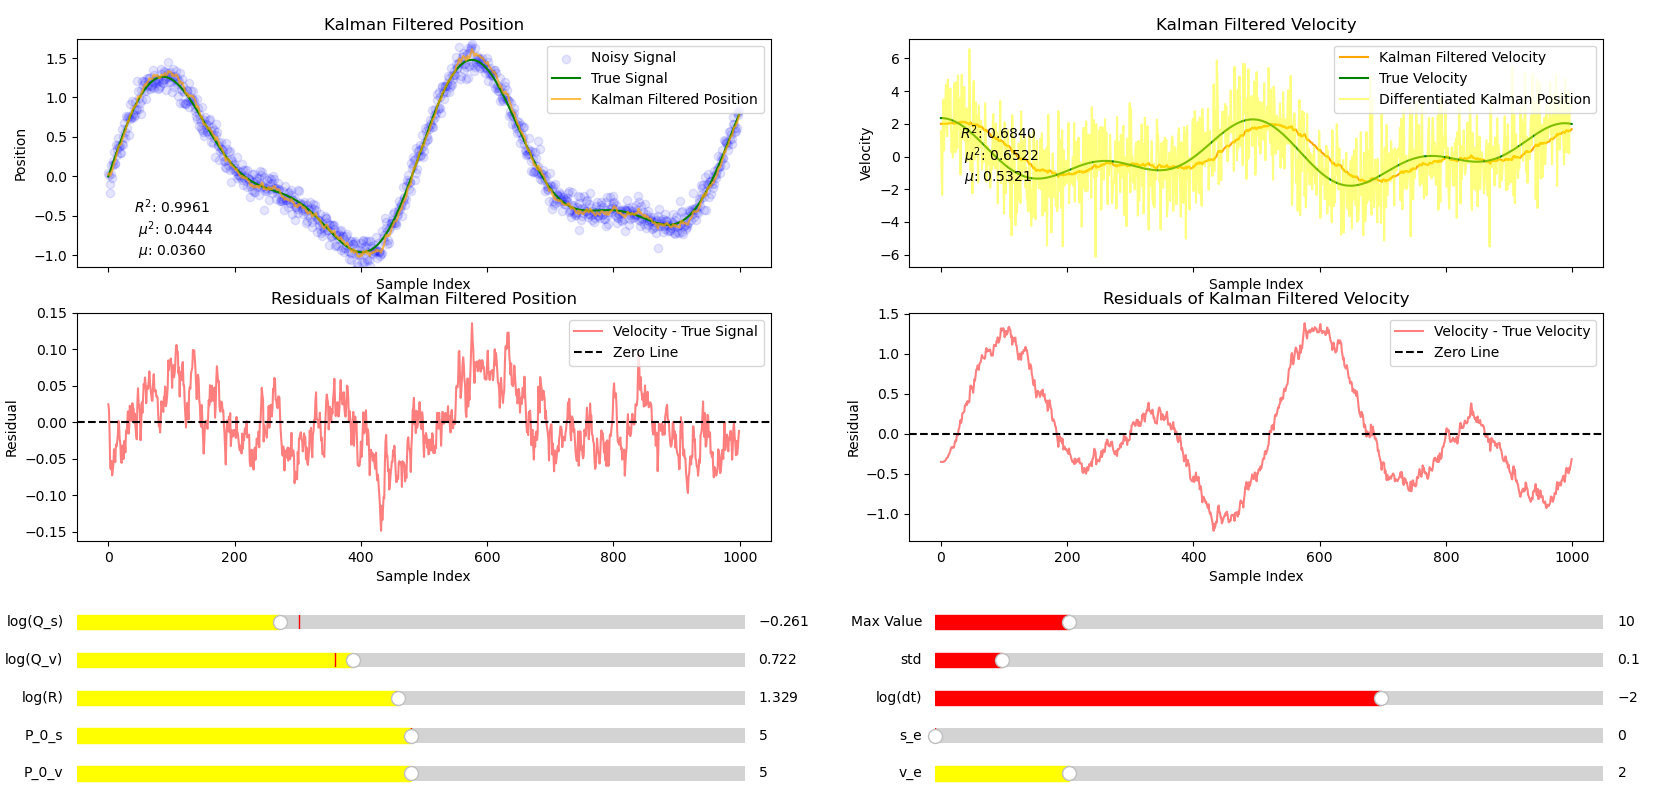 Kalman Filtered Position
Position
1.5
1.0
0.5
0.0
−0.5
−1.0
Noisy Signal
True Signal
Kalman Filtered Position
R²: 0.9961
μ²: 0.0444
μ: 0.0360
Sample Index
Kalman Filtered Velocity
Velocity
6
4
2
0
−2
−4
−6
Kalman Filtered Velocity
True Velocity
Differentiated Kalman Position
R²: 0.6840
μ²: 0.6522
μ: 0.5321
Sample Index
Residuals of Kalman Filtered Position
Residual
0.15
0.10
0.05
0.00
−0.05
−0.10
−0.15
Velocity - True Signal
Zero Line
0 200 400 600 800 1000
Sample Index
Residuals of Kalman Filtered Velocity
Residual
1.5
1.0
0.5
0.0
−0.5
−1.0
Velocity - True Velocity
Zero Line
0 200 400 600 800 1000
Sample Index
log(Q_s) −0.261
log(Q_v) 0.722
log(R) 1.329
P_0_s 5
P_0_v 5
Max Value 10
std 0.1
log(dt) −2
s_e 0
v_e 2